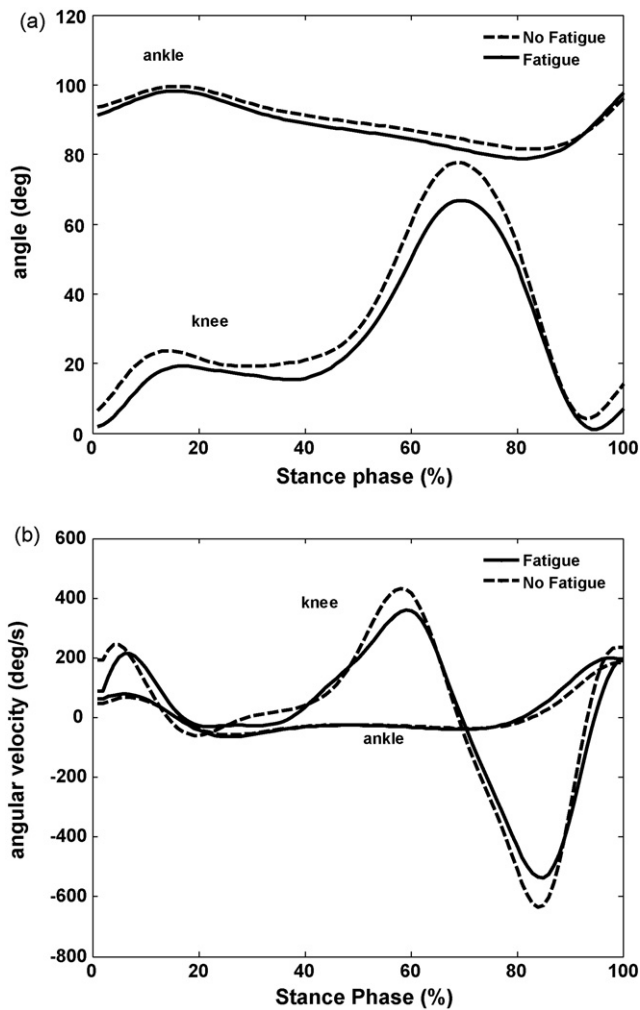 (a)
120
100
80
60
40
20
0
angle (deg)
ankle
knee
No Fatigue
Fatigue
0 20 40 60 80 100
Stance phase (%)
(b)
600
400
200
0
-200
-400
-600
-800
angular velocity (deg/s)
knee
ankle
Fatigue
No Fatigue
0 20 40 60 80 100
Stance Phase (%)